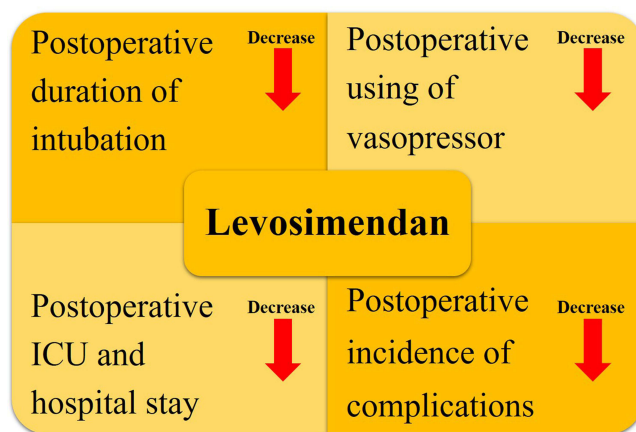 Postoperative
duration of
intubation
Decrease
Postoperative
using of
vasopressor
Decrease
Levosimendan
Postoperative
ICU and
hospital stay
Decrease
Postoperative
incidence of
complications
Decrease